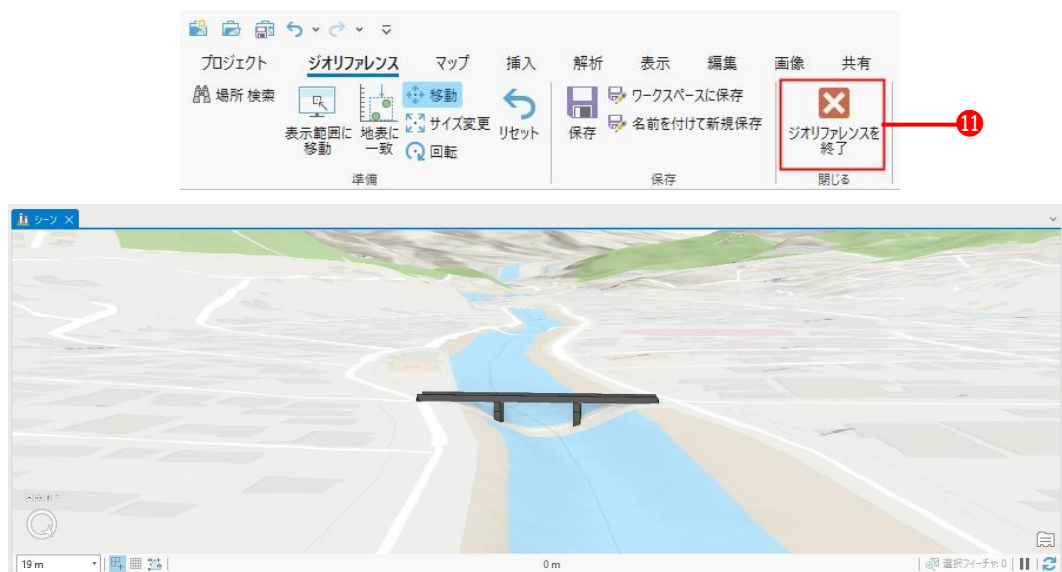 プロジェクト ジオリファレンス マップ 挿入 解析 表示 編集 画像 共有
場所 検索
表示範囲に
移動
地表に
一致
移動
サイズ変更
回転
リセット
準備
保存
ワークスペースに保存
名前を付けて新規保存
保存
ジオリファレンスを
終了
閉じる
11
シーン
19 m
0 m
選択フィーチャ: 0